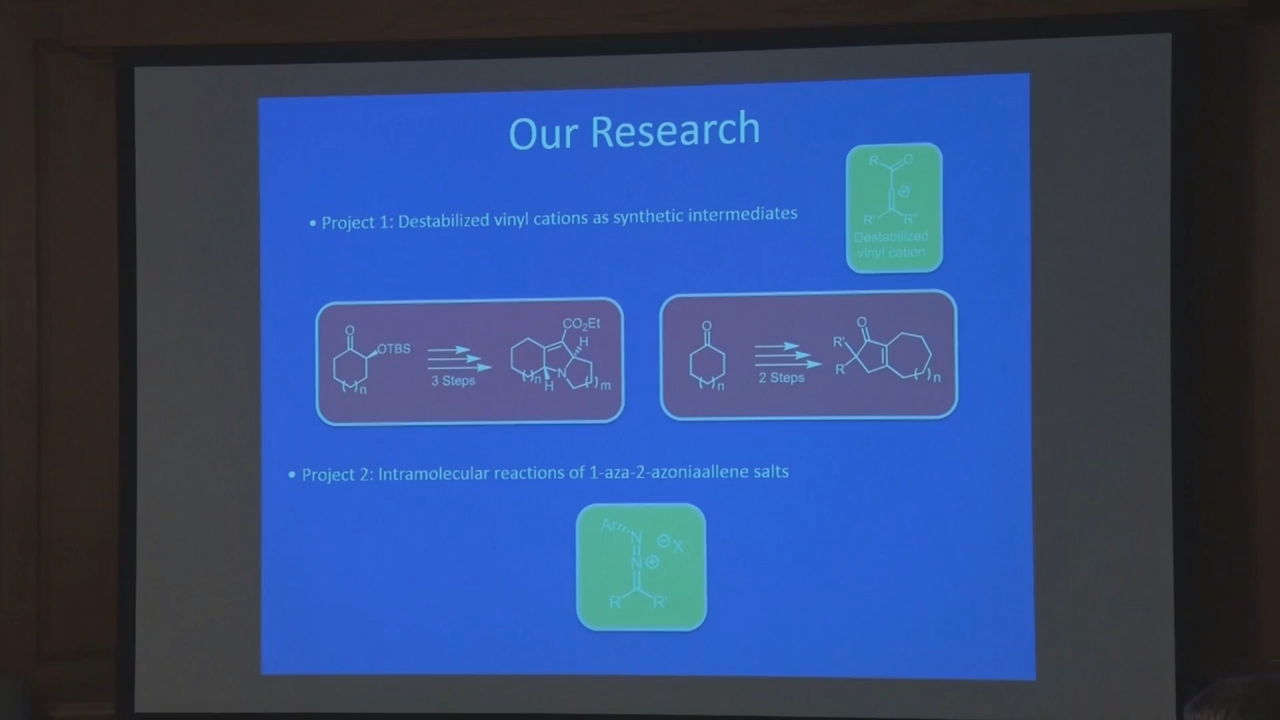 Our Research
• Project 1: Destabilized vinyl cations as synthetic intermediates
R O
⊕
R' R"
Destabilized
vinyl cation
O
OTBS
( )n
3 Steps
CO₂Et
H
N
( )n
H
( )m
O
( )n
2 Steps
O
R'
R
( )n
• Project 2: Intramolecular reactions of 1-aza-2-azoniaallene salts
Ar
N
⊖X
N ⊕
R R'